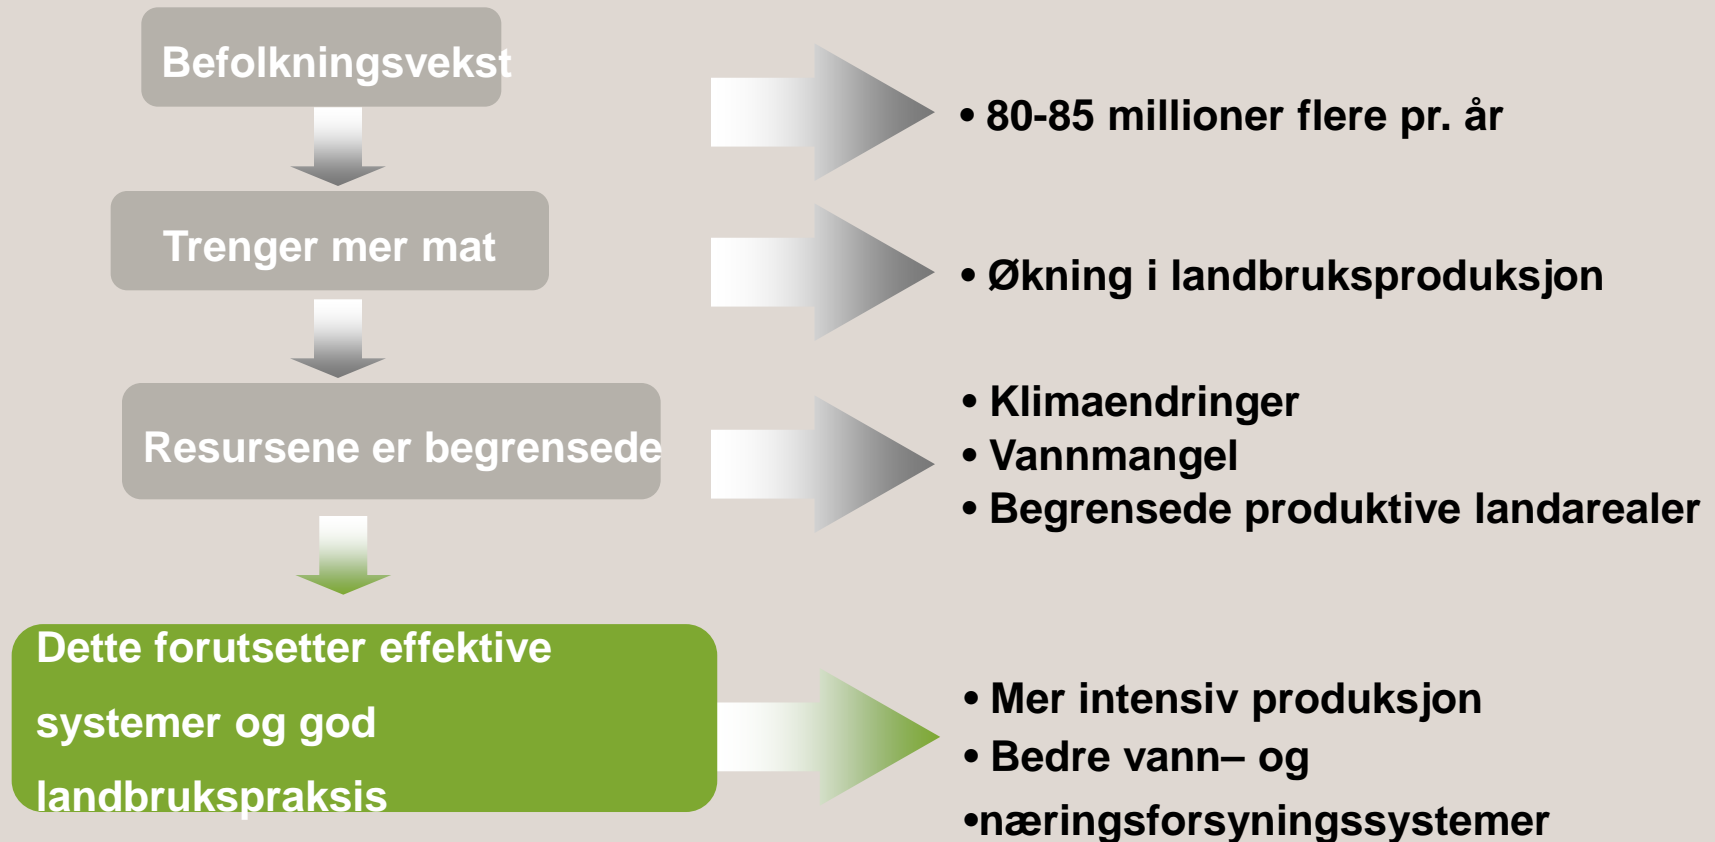 Befolkningsvekst
• 80-85 millioner flere pr. år
Trenger mer mat
• Økning i landbruksproduksjon
Resursene er begrensede
• Klimaendringer
• Vannmangel
• Begrensede produktive landarealer
Dette forutsetter effektive
systemer og god
landbrukspraksis
• Mer intensiv produksjon
• Bedre vann– og
•næringsforsyningssystemer